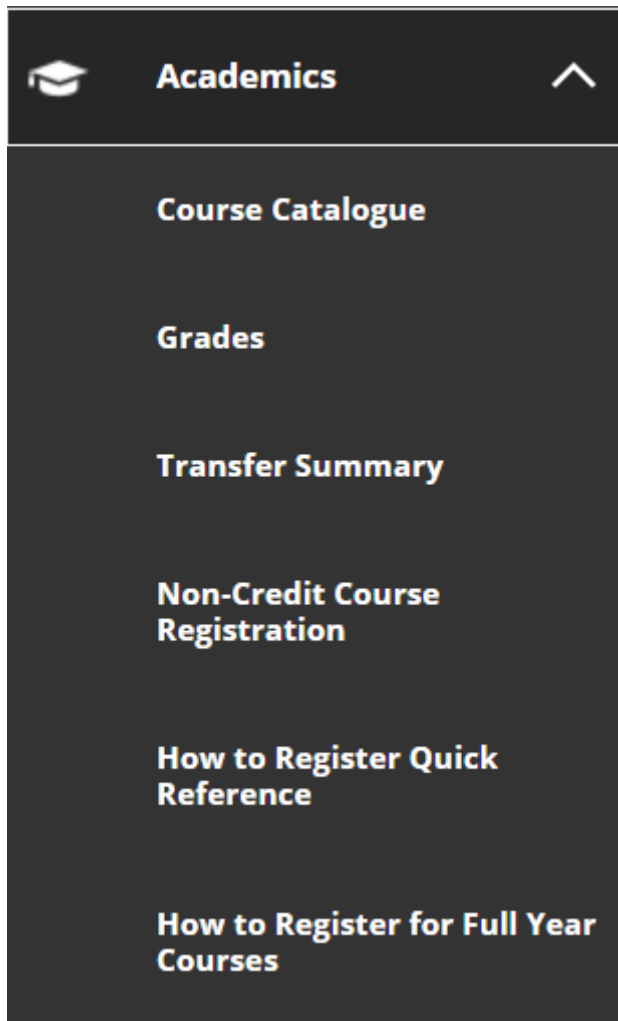 Academics
Course Catalogue
Grades
Transfer Summary
Non-Credit Course
Registration
How to Register Quick
Reference
How to Register for Full Year
Courses